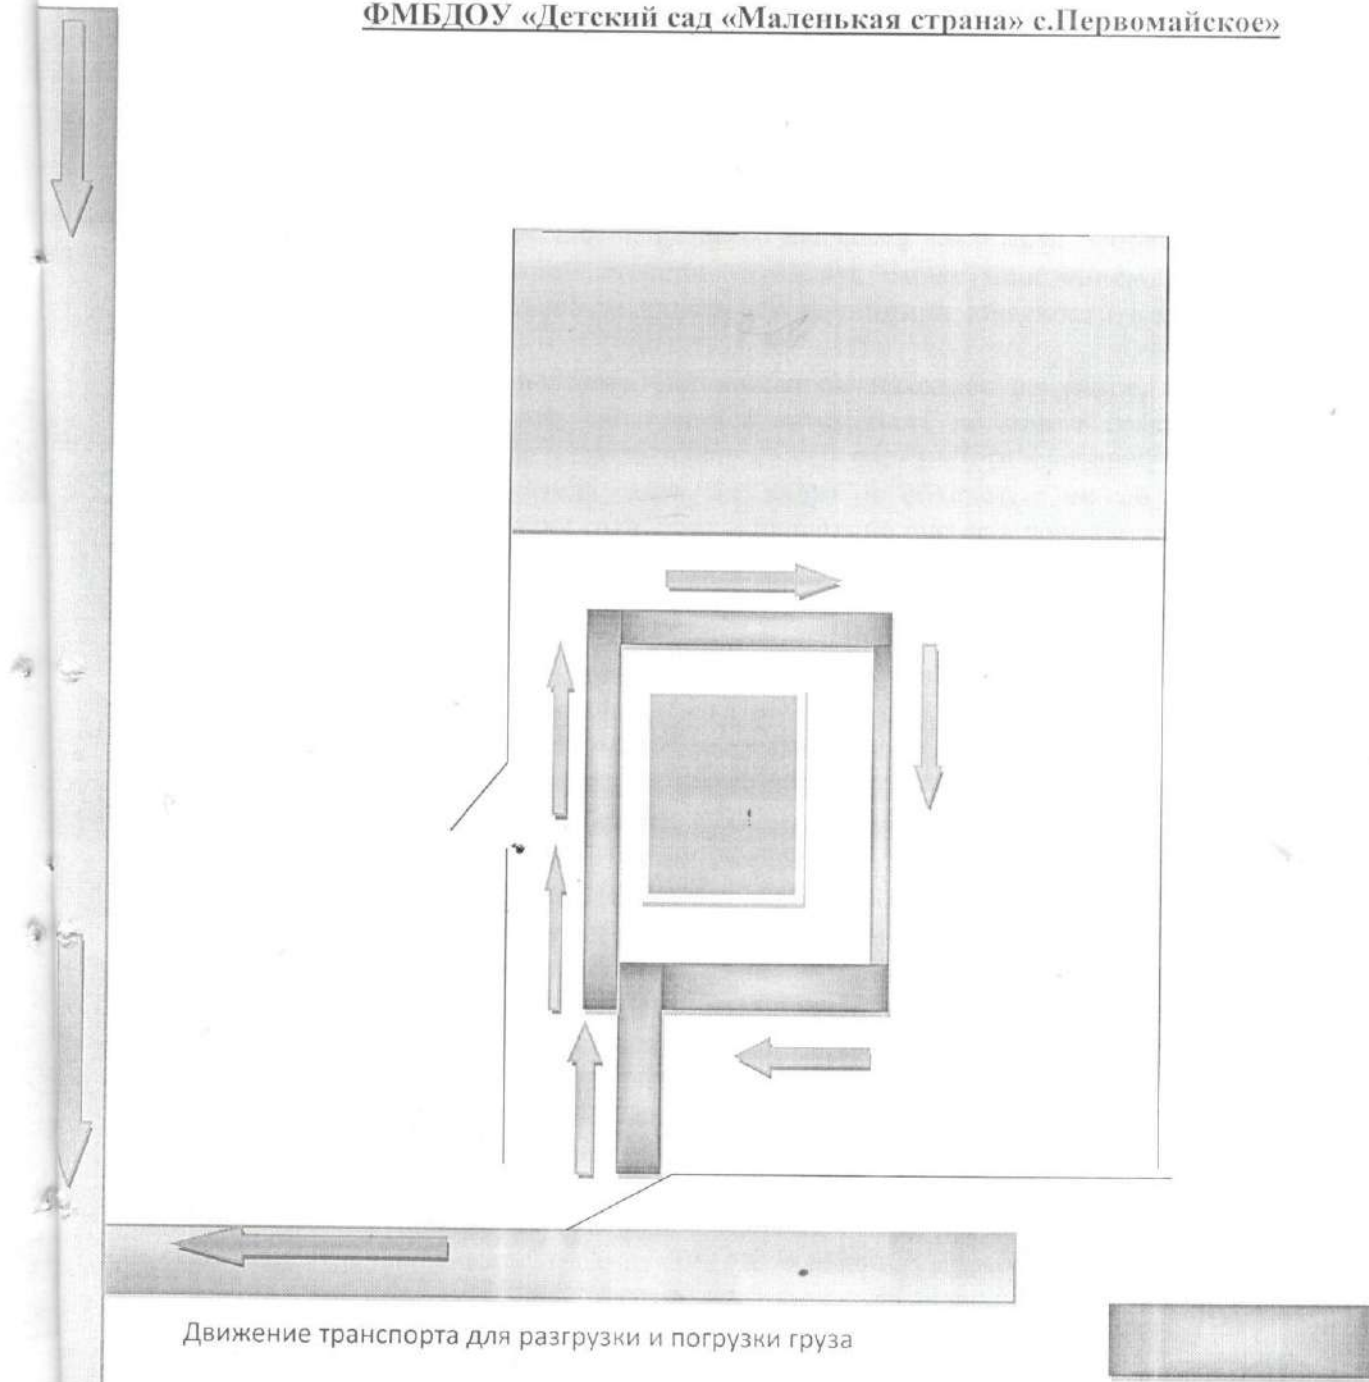 ФМБДОУ «Детский сад «Маленькая страна» с.Первомайское»
Движение транспорта для разгрузки и погрузки груза